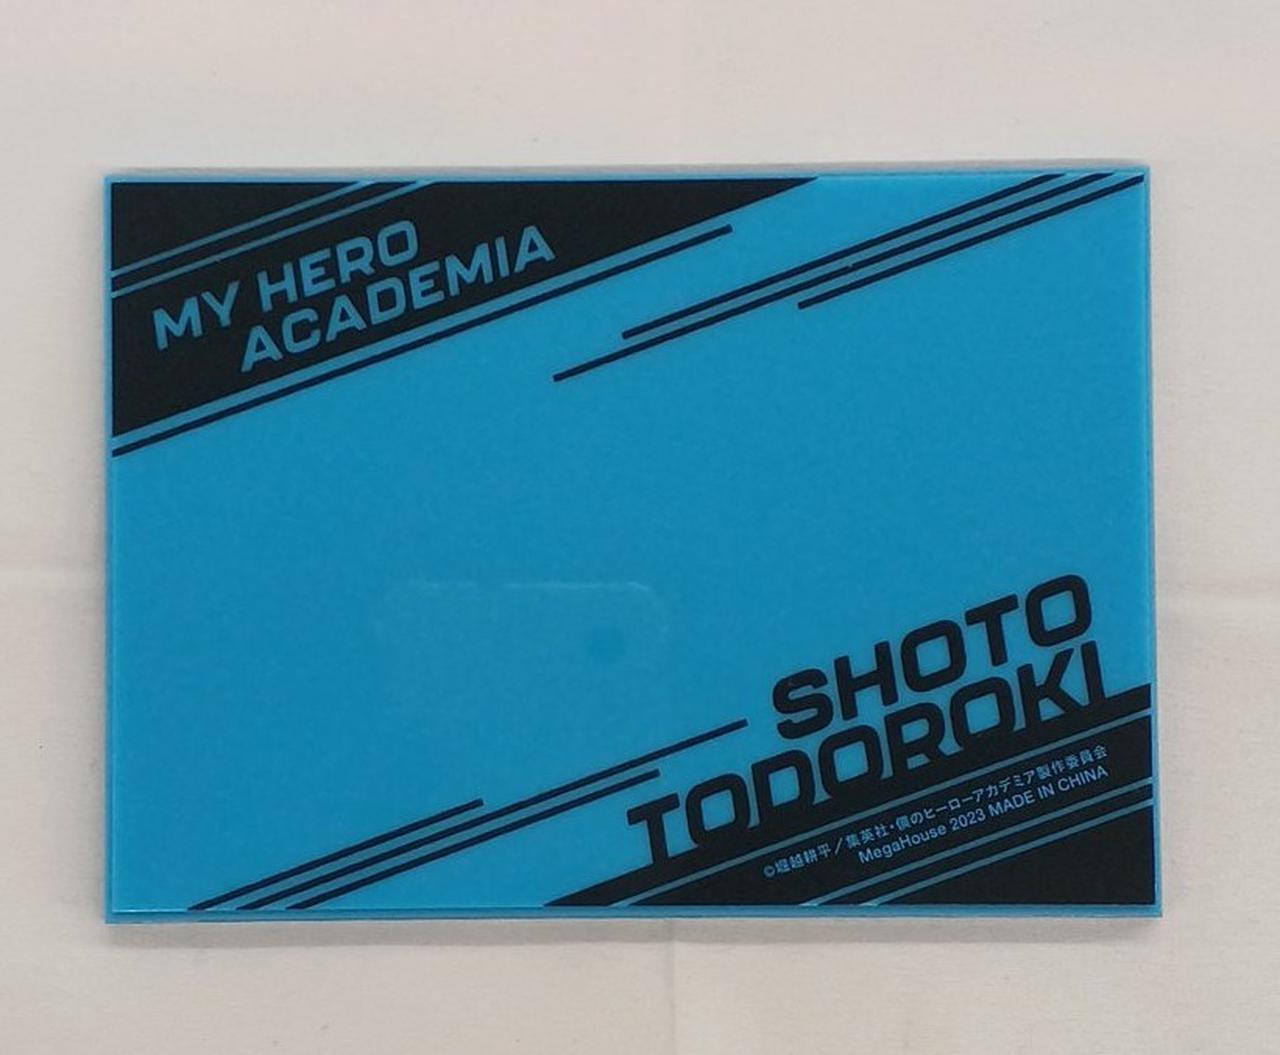 MY HERO
ACADEMIA
SHOTO
TODOROKI
©堀越耕平／集英社・僕のヒーローアカデミア製作委員会
MegaHouse 2023 MADE IN CHINA